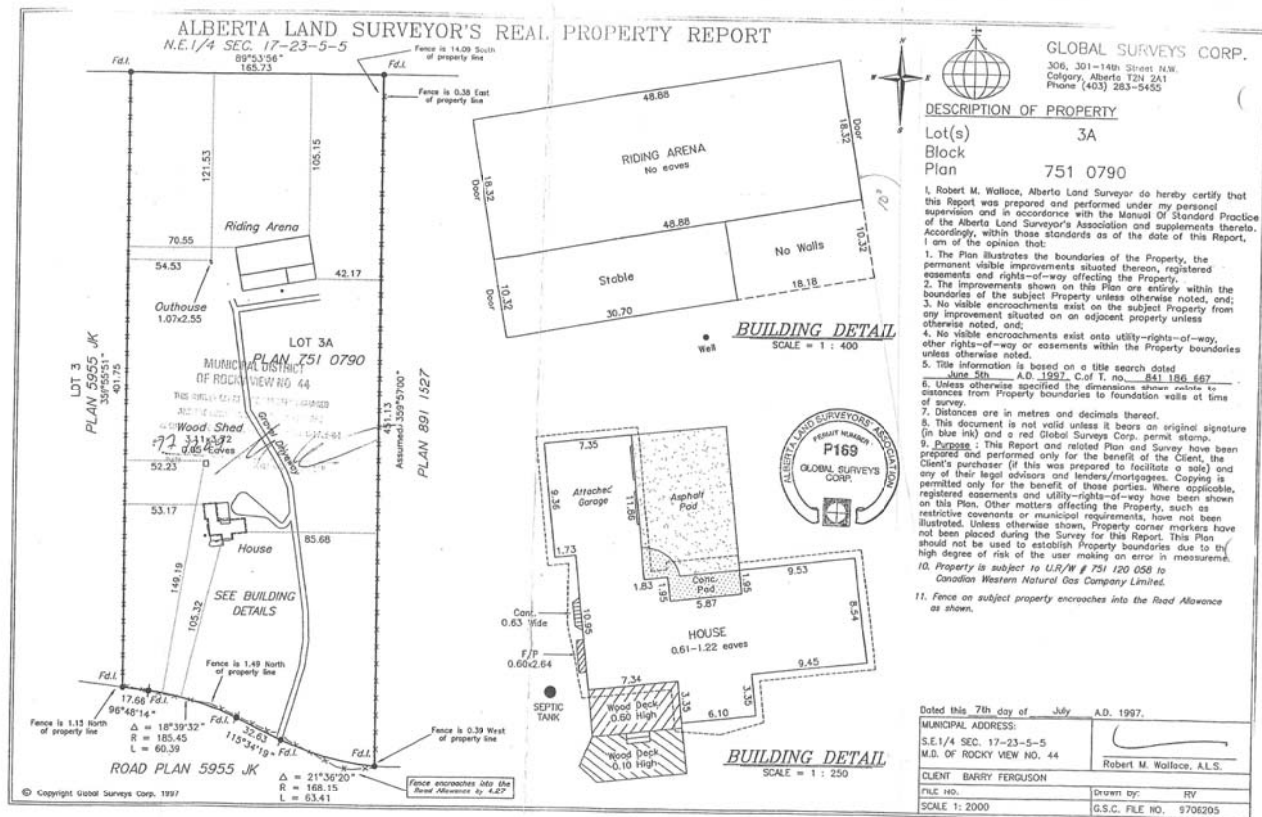 ALBERTA LAND SURVEYOR'S REAL PROPERTY REPORT
N.E.1/4 SEC. 17-23-5-5
89°53'56"
165.73
Fd.I.
Fd.I.
Fence is 14.09 South
of property line
Fence is 0.38 East
of property line
121.53
105.15
Riding Arena
70.55
54.53
42.17
Outhouse
1.07x2.55
LOT 3
PLAN 5955 JK
359°55'51"
401.75
LOT 3A
PLAN 751 0790
MUNICIPAL DISTRICT
OF ROCKY VIEW NO. 44
Wood Shed
0.05 Eaves
Gravel Driveway
451.13
Assumed 359°57'00"
PLAN 891 1527
52.23
53.17
House
85.68
149.19
105.32
SEE BUILDING
DETAILS
Fence is 1.49 North
of property line
Fd.I.
Fd.I.
Fd.I.
Fd.I.
17.66
96°48'14"
Fence is 1.13 North
of property line
Δ = 18°39'32"
R = 185.45
L = 60.39
32.63
115°34'19"
Fence is 0.39 West
of property line
ROAD PLAN 5955 JK
Δ = 21°36'20"
R = 168.15
L = 63.41
Fence encroaches into the
Road Allowance by 4.27
© Copyright Global Surveys Corp. 1997
48.88
RIDING ARENA
No eaves
Door
18.32
18.32
Door
48.88
No Walls
10.32
Stable
18.18
10.32
Door
30.70
Well
BUILDING DETAIL
SCALE = 1 : 400
N
W
E
S
7.35
Attached
Garage
9.36
11.66
Asphalt
Pad
1.73
1.83
1.95
Conc.
Pad
1.95
5.87
9.53
Cant.
0.63 Wide
10.95
HOUSE
0.61-1.22 eaves
8.54
F/P
0.60x2.64
9.45
7.34
3.35
3.35
6.10
SEPTIC
TANK
Wood Deck
0.60 High
Wood Deck
0.10 High
BUILDING DETAIL
SCALE = 1 : 250
ALBERTA LAND SURVEYORS' ASSOCIATION
PERMIT NUMBER
P169
GLOBAL SURVEYS
CORP.
GLOBAL SURVEYS CORP.
306, 301-14th Street N.W.
Calgary, Alberta T2N 2A1
Phone (403) 283-5455
DESCRIPTION OF PROPERTY
Lot(s) 3A
Block
Plan 751 0790
I, Robert M. Wallace, Alberta Land Surveyor do hereby certify that
this Report was prepared and performed under my personal
supervision and in accordance with the Manual Of Standard Practice
of the Alberta Land Surveyor's Association and supplements thereto.
Accordingly, within those standards as of the date of this Report,
I am of the opinion that:
1. The Plan illustrates the boundaries of the Property, the
permanent visible improvements situated thereon, registered
easements and rights-of-way affecting the Property.
2. The improvements shown on this Plan are entirely within the
boundaries of the subject Property unless otherwise noted, and;
3. No visible encroachments exist on the subject Property from
any improvement situated on an adjacent property unless
otherwise noted, and;
4. No visible encroachments exist onto utility-rights-of-way,
other rights-of-way or easements within the Property boundaries
unless otherwise noted.
5. Title information is based on a title search dated
June 5th A.D. 1997, C.of T. no. 841 186 667
6. Unless otherwise specified the dimensions shown relate to
distances from Property boundaries to foundation walls at time
of survey.
7. Distances are in metres and decimals thereof.
8. This document is not valid unless it bears an original signature
(in blue ink) and a red Global Surveys Corp. permit stamp.
9. Purpose : This Report and related Plan and Survey have been
prepared and performed only for the benefit of the Client, the
Client's purchaser (if this was prepared to facilitate a sale) and
any of their legal advisors and lenders/mortgagees. Copying is
permitted only for the benefit of those parties. Where applicable,
registered easements and utility-rights-of-way have been shown
on this Plan. Other matters affecting the Property, such as
restrictive covenants or municipal requirements, have not been
illustrated. Unless otherwise shown, Property corner markers have
not been placed during the Survey for this Report. This Plan
should not be used to establish Property boundaries due to the
high degree of risk of the user making an error in measureme
10. Property is subject to U.R/W # 751 120 058 to
Canadian Western Natural Gas Company Limited.
11. Fence on subject property encroaches into the Road Allowance
as shown.
Dated this 7th day of July A.D. 1997.
MUNICIPAL ADDRESS:
S.E.1/4 SEC. 17-23-5-5
M.D. OF ROCKY VIEW NO. 44
Robert M. Wallace, A.L.S.
CLIENT BARRY FERGUSON
FILE NO.
Drawn by: RV
SCALE 1: 2000
G.S.C. FILE NO. 9706205